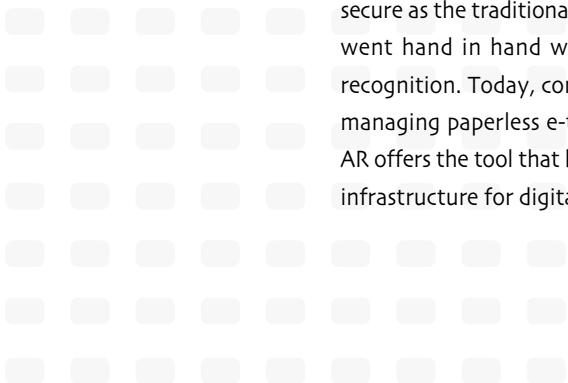 secure as the traditiona
went hand in hand w
recognition. Today, co
managing paperless e-
AR offers the tool that
infrastructure for digita